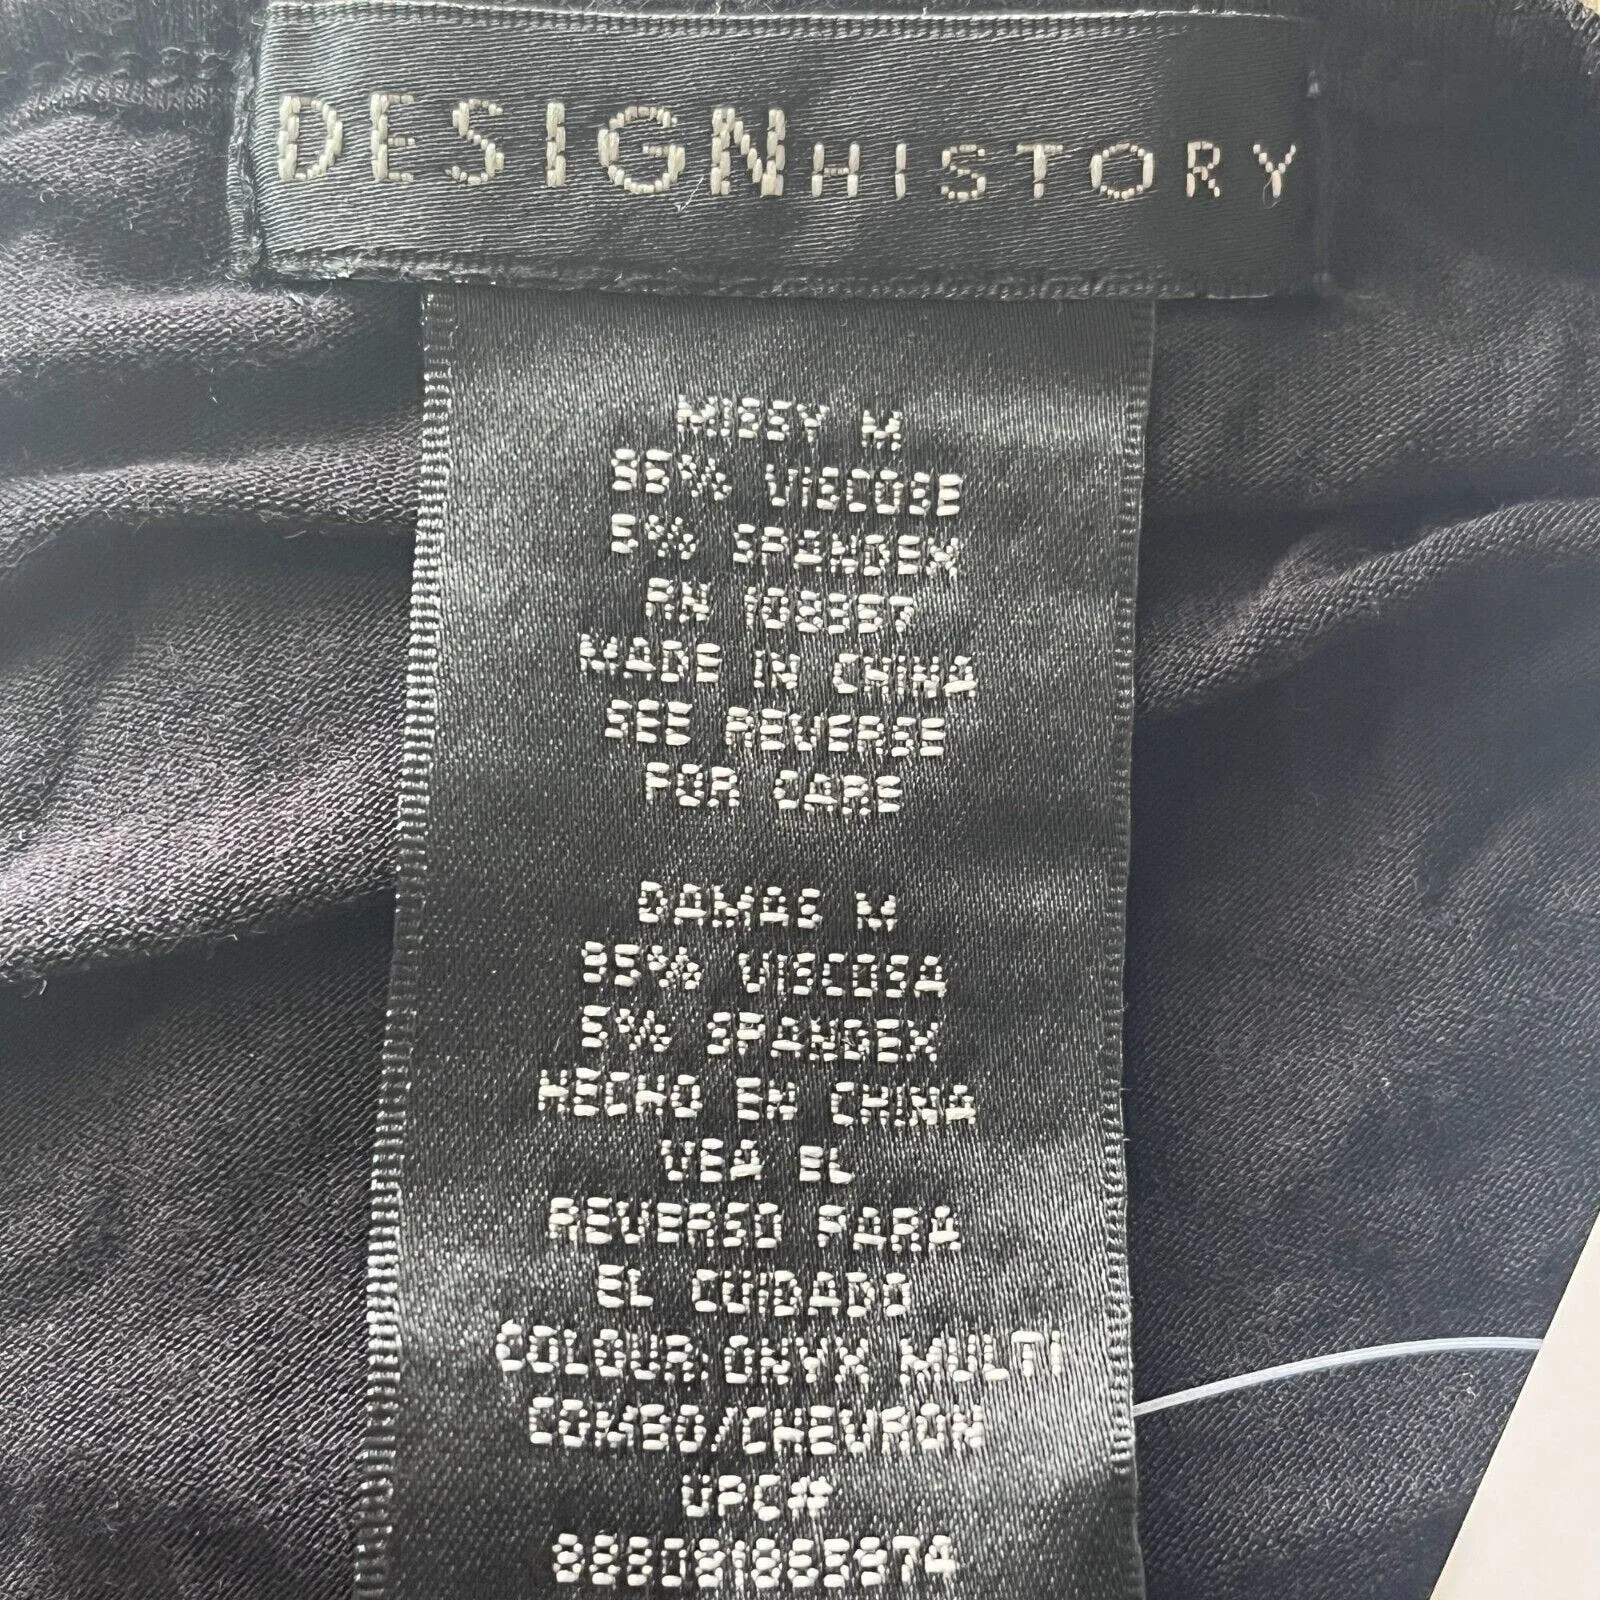 DESIGNHISTORY
MISSY M
95% VISCOSE
5% SPANDEX
RN 108357
MADE IN CHINA
SEE REVERSE
FOR CARE
DAMAS M
95% VISCOSA
5% SPANDEX
HECHO EN CHINA
VEA EL
REVERSO PARA
EL CUIDADO
COLOUR:ONYX MULTI
COMBO/CHEVRON
UPC#